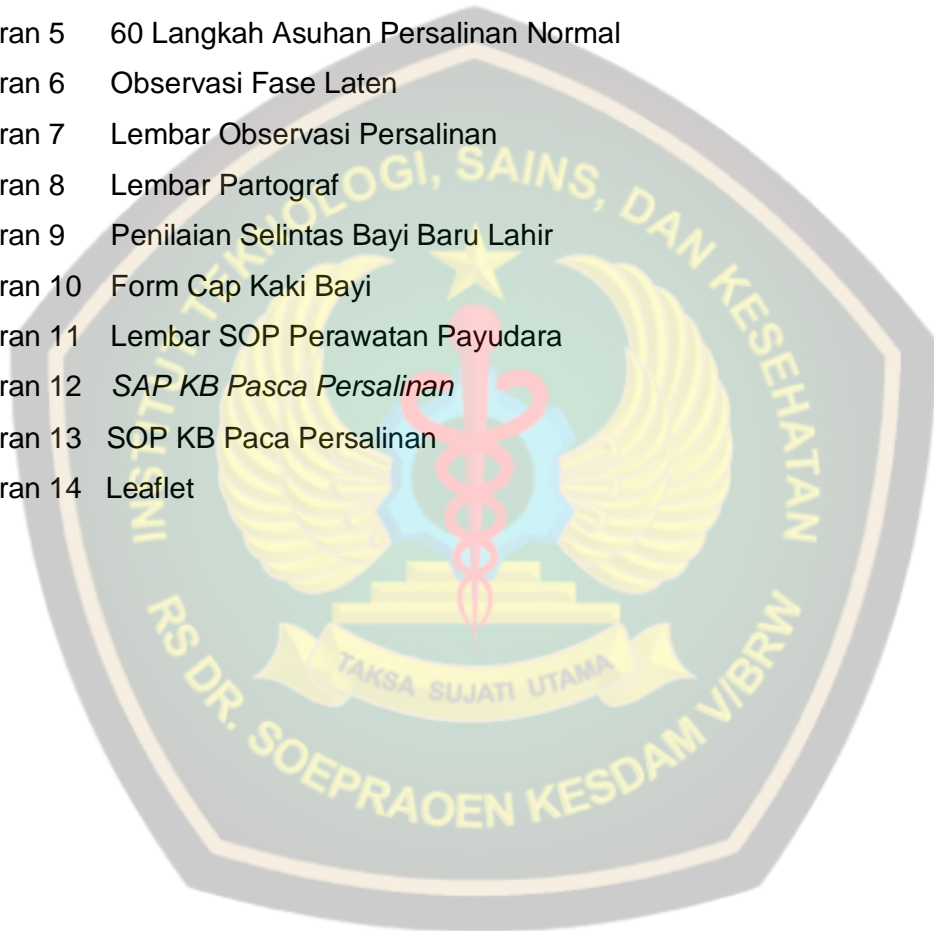 ran 5 60 Langkah Asuhan Persalinan Normal
ran 6 Observasi Fase Laten
ran 7 Lembar Observasi Persalinan
ran 8 Lembar Partograf
ran 9 Penilaian Selintas Bayi Baru Lahir
ran 10 Form Cap Kaki Bayi
ran 11 Lembar SOP Perawatan Payudara
ran 12 SAP KB Pasca Persalinan
ran 13 SOP KB Paca Persalinan
ran 14 Leaflet
INSTITUT TEKNOLOGI, SAINS, DAN KESEHATAN
TAKSA SUJATI UTAMA
RS DR. SOEPRAOEN KESDAM V/BRW